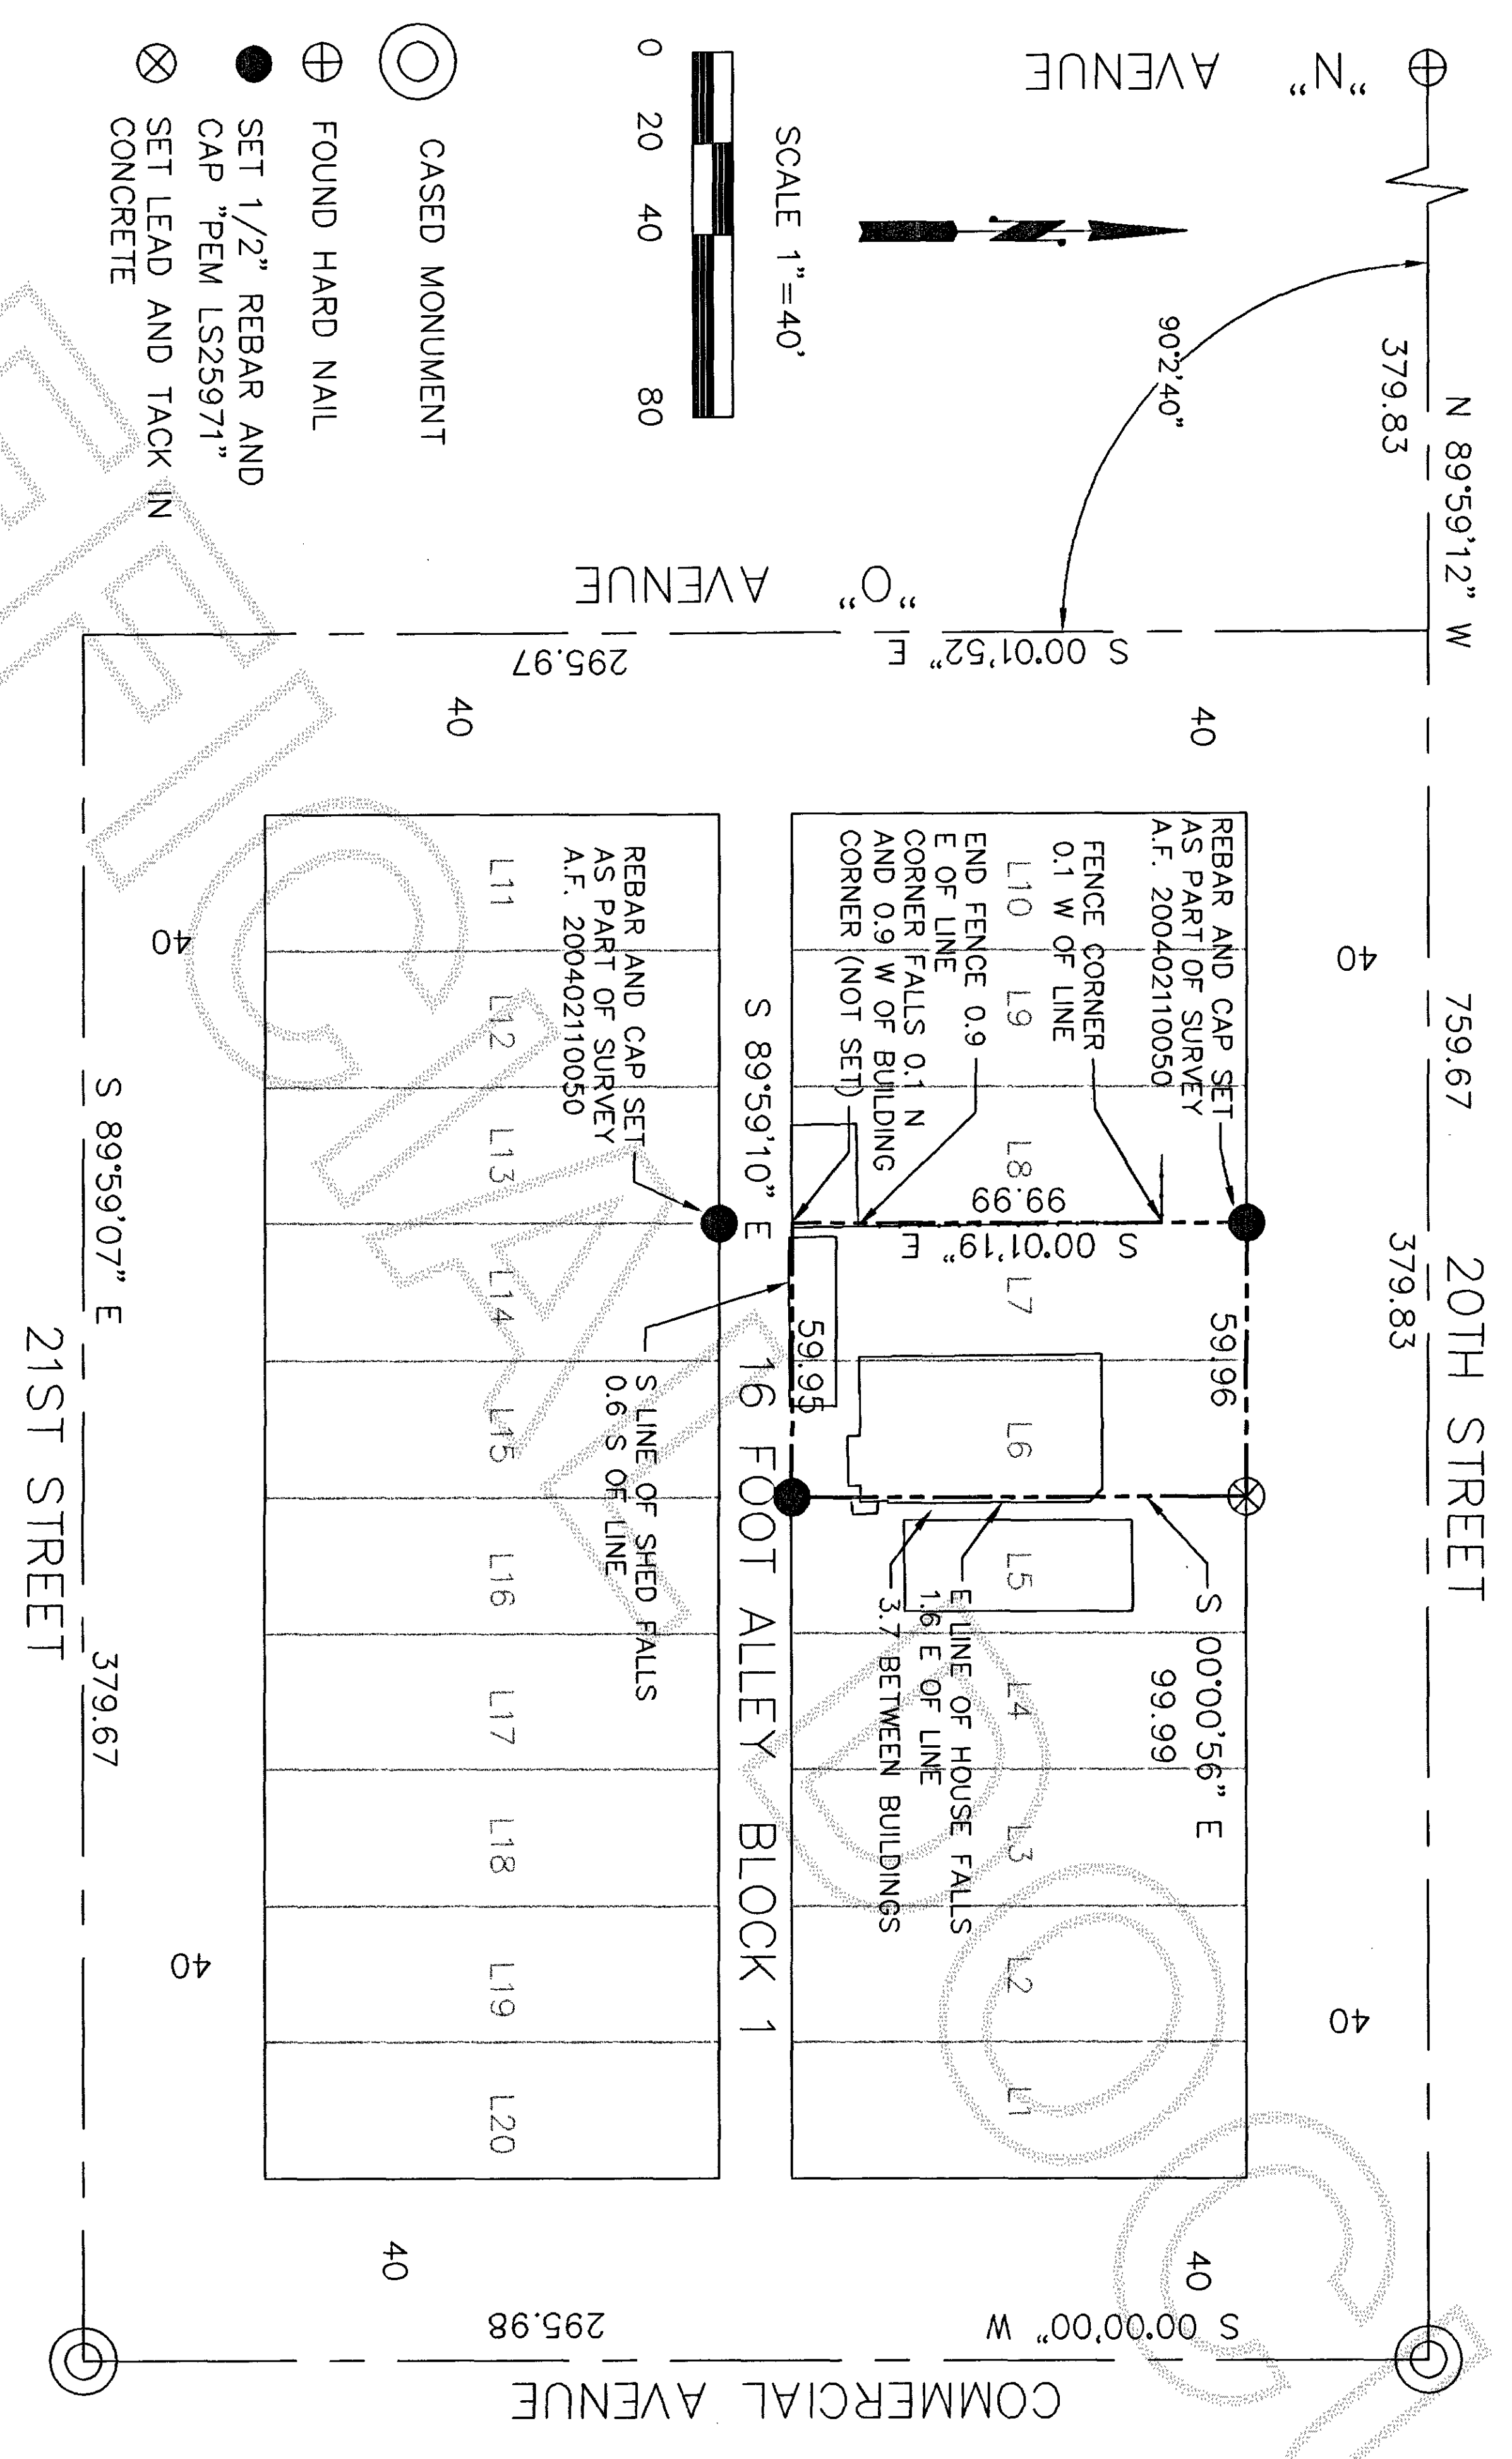 N 89°59'12" W
759.67
20TH STREET
379.83
379.83
"N" AVENUE
90°2'40"
SCALE 1"=40'
0 20 40 80
CASED MONUMENT
FOUND HARD NAIL
SET 1/2" REBAR AND
CAP "PEM LS25971"
SET LEAD AND TACK IN
CONCRETE
"O" AVENUE
S 00°01'52" E
295.97
40
40
40
40
REBAR AND CAP SET
AS PART OF SURVEY
A.F. 200402110050
FENCE CORNER
0.1 W OF LINE
END FENCE 0.9
E OF LINE
CORNER FALLS 0.1 N
AND 0.9 W OF BUILDING
CORNER (NOT SET)
L10 L9 L8 L7 L6 L5 L4 L3 L2 L1
99.99
S 00°01'19" E
59.96
59.95
S 00°00'56" E
99.99
E LINE OF HOUSE FALLS
1.6 E OF LINE
3.7 BETWEEN BUILDINGS
S 89°59'10" E
16 FOOT ALLEY BLOCK 1
REBAR AND CAP SET
AS PART OF SURVEY
A.F. 200402110050
S LINE OF SHED FALLS
0.6 S OF LINE
L11 L12 L13 L14 L15 L16 L17 L18 L19 L20
40
40
40
40
S 00°00'00" W
295.98
COMMERCIAL AVENUE
S 89°59'07" E
379.67
21ST STREET